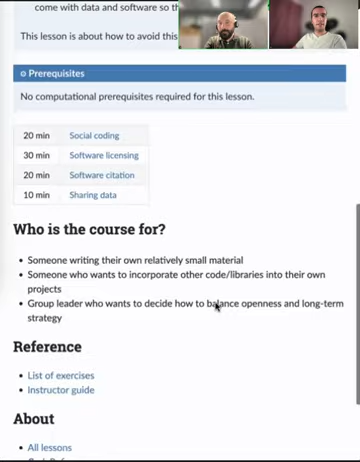 come with data and software so th
This lesson is about how to avoid this
Prerequisites
No computational prerequisites required for this lesson.
20 min Social coding
30 min Software licensing
20 min Software citation
10 min Sharing data
Who is the course for?
Someone writing their own relatively small material
Someone who wants to incorporate other code/libraries into their own
projects
Group leader who wants to decide how to balance openness and long-term
strategy
Reference
List of exercises
Instructor guide
About
All lessons